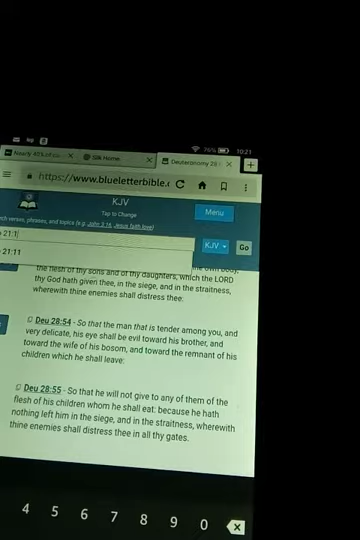 76% 10:21
Nearly 45% of
Silk Home
Deuteronomy 28
https://www.blueletterbible.
KJV
Tap to Change
Menu
verse, phrases, and topics (e.g. John 3:16, Jesus faith love)
21:1
KJV Go
21:11
the flesh of thy sons and of thy daughters, which the LORD
thy God hath given thee, in the siege, and in the straitness,
wherewith thine enemies shall distress thee:
Deu 28:54 - So that the man that is tender among you, and
very delicate, his eye shall be evil toward his brother, and
toward the wife of his bosom, and toward the remnant of his
children which he shall leave:
Deu 28:55 - So that he will not give to any of them of the
flesh of his children whom he shall eat: because he hath
nothing left him in the siege, and in the straitness, wherewith
thine enemies shall distress thee in all thy gates.
4 5 6 7 8 9 0